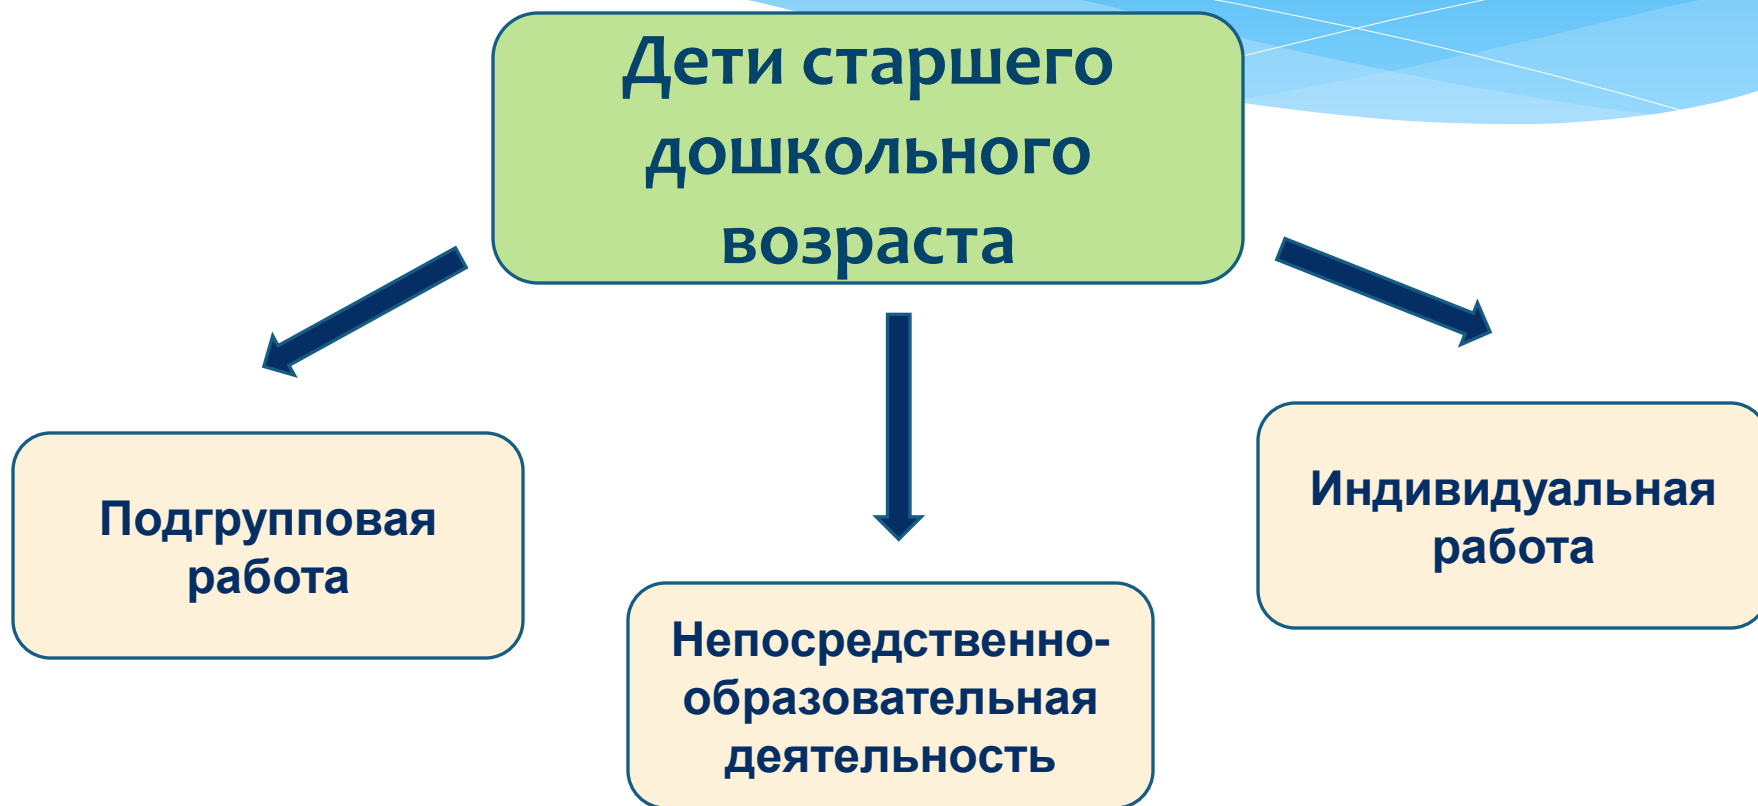 Дети старшего
дошкольного
возраста
Подгрупповая
работа
Непосредственно-
образовательная
деятельность
Индивидуальная
работа